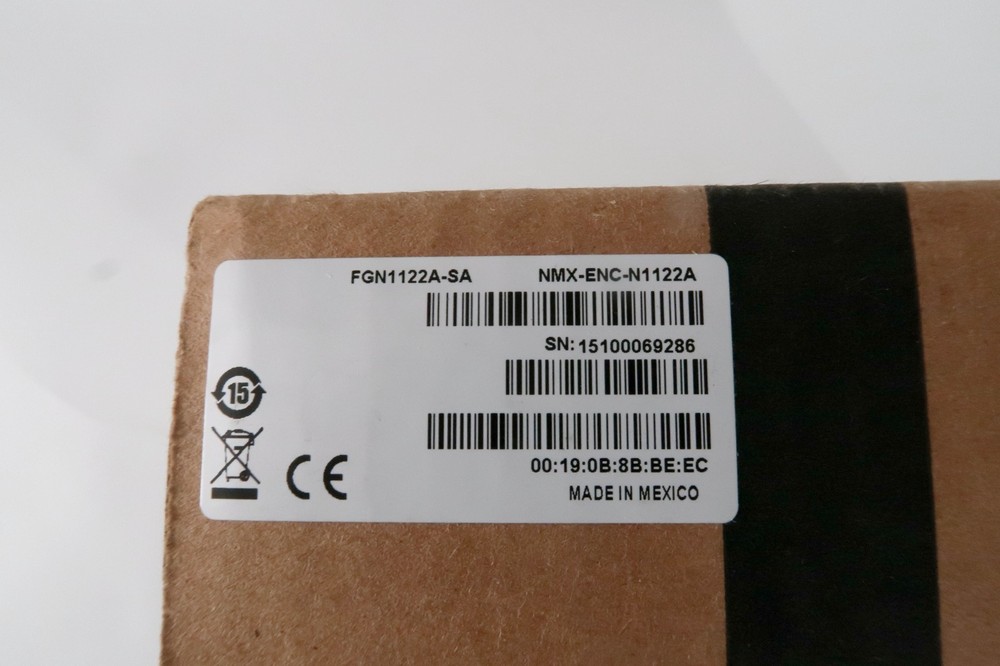 FGN1122A-SA NMX-ENC-N1122A
SN: 15100069286
15
CE
00:19:0B:8B:BE:EC
MADE IN MEXICO